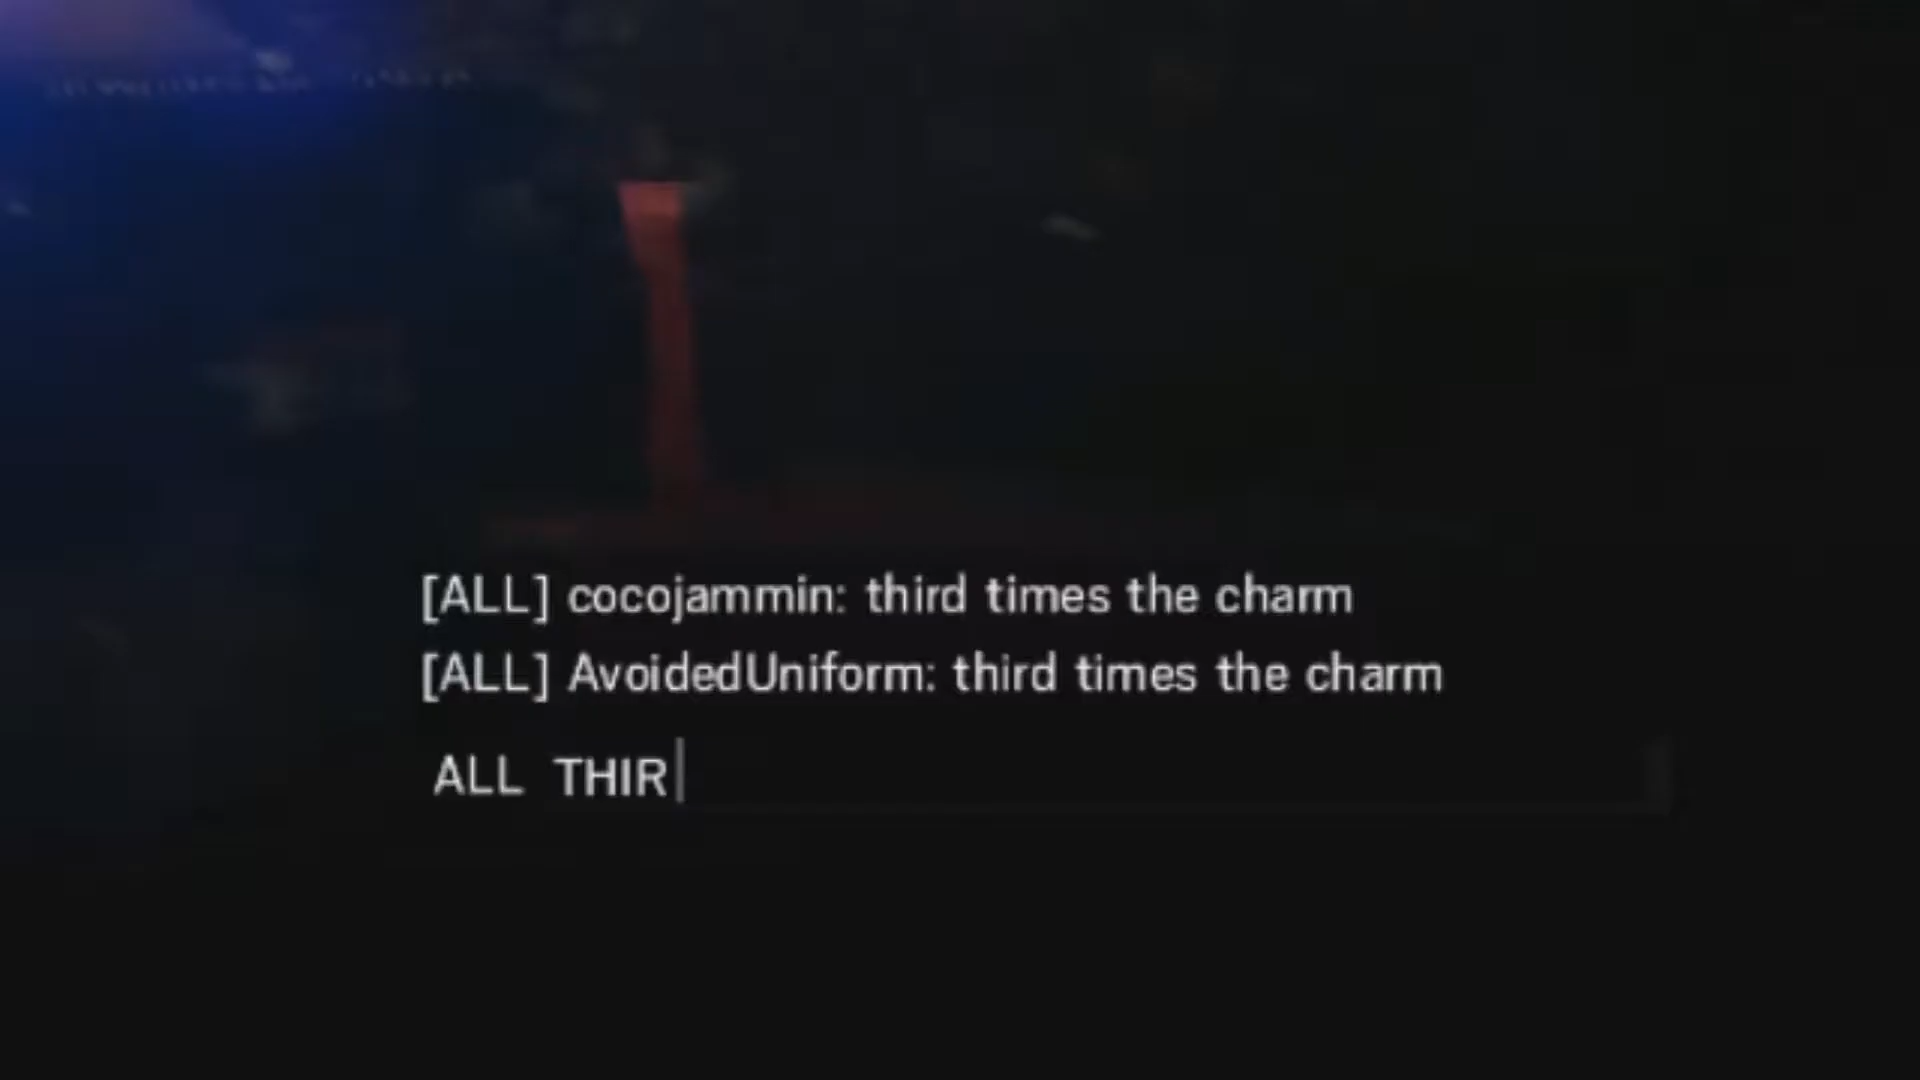 [ALL] cocojammin: third times the charm
[ALL] AvoidedUniform: third times the charm
ALL THIR